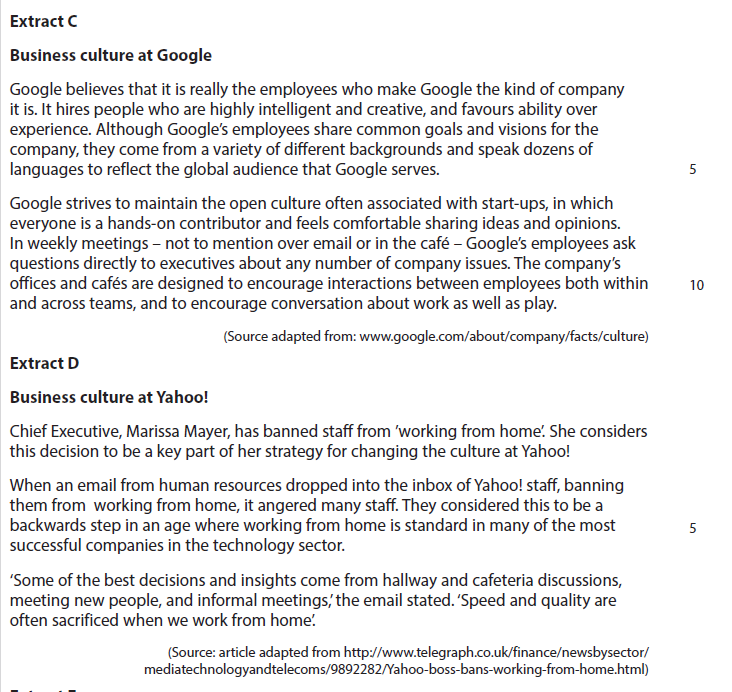 Extract C
Business culture at Google
Google believes that it is really the employees who make Google the kind of company
it is. It hires people who are highly intelligent and creative, and favours ability over
experience. Although Google’s employees share common goals and visions for the
company, they come from a variety of different backgrounds and speak dozens of
languages to reflect the global audience that Google serves. 5
Google strives to maintain the open culture often associated with start-ups, in which
everyone is a hands-on contributor and feels comfortable sharing ideas and opinions.
In weekly meetings – not to mention over email or in the café – Google’s employees ask
questions directly to executives about any number of company issues. The company’s
offices and cafés are designed to encourage interactions between employees both within 10
and across teams, and to encourage conversation about work as well as play.
(Source adapted from: www.google.com/about/company/facts/culture)
Extract D
Business culture at Yahoo!
Chief Executive, Marissa Mayer, has banned staff from ‘working from home’. She considers
this decision to be a key part of her strategy for changing the culture at Yahoo!
When an email from human resources dropped into the inbox of Yahoo! staff, banning
them from working from home, it angered many staff. They considered this to be a
backwards step in an age where working from home is standard in many of the most 5
successful companies in the technology sector.
‘Some of the best decisions and insights come from hallway and cafeteria discussions,
meeting new people, and informal meetings,’ the email stated. ‘Speed and quality are
often sacrificed when we work from home’.
(Source: article adapted from http://www.telegraph.co.uk/finance/newsbysector/
mediatechnologyandtelecoms/9892282/Yahoo-boss-bans-working-from-home.html)